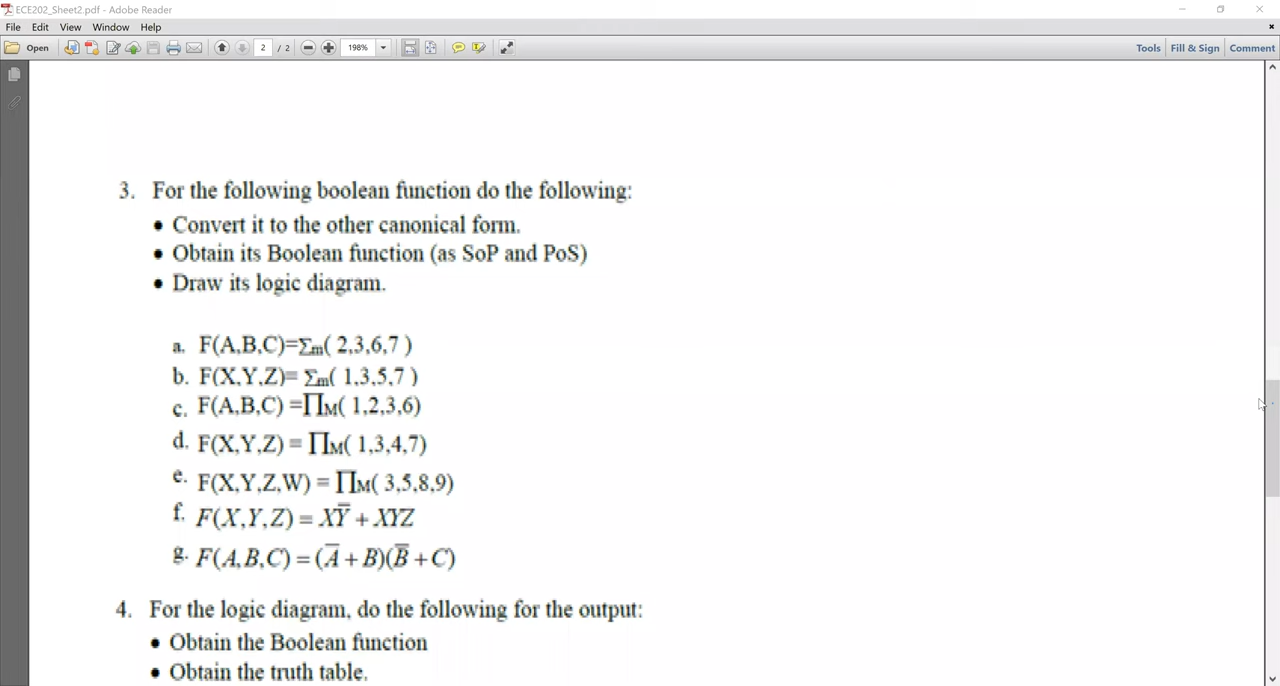 ECE202_Sheet2.pdf - Adobe Reader
File Edit View Window Help
Open 2 / 2 198% Tools Fill & Sign Comment
3. For the following boolean function do the following:
• Convert it to the other canonical form.
• Obtain its Boolean function (as SoP and PoS)
• Draw its logic diagram.
a. F(A,B,C)=∑m( 2,3,6,7 )
b. F(X,Y,Z)= ∑m( 1,3,5,7 )
c. F(A,B,C) =∏M( 1,2,3,6)
d. F(X,Y,Z) = ∏M( 1,3,4,7)
e. F(X,Y,Z,W) = ∏M( 3,5,8,9)
f. F(X,Y,Z) = XY̅ + XYZ
g. F(A,B,C) = (A̅ + B)(B̅ + C)
4. For the logic diagram, do the following for the output:
• Obtain the Boolean function
• Obtain the truth table.